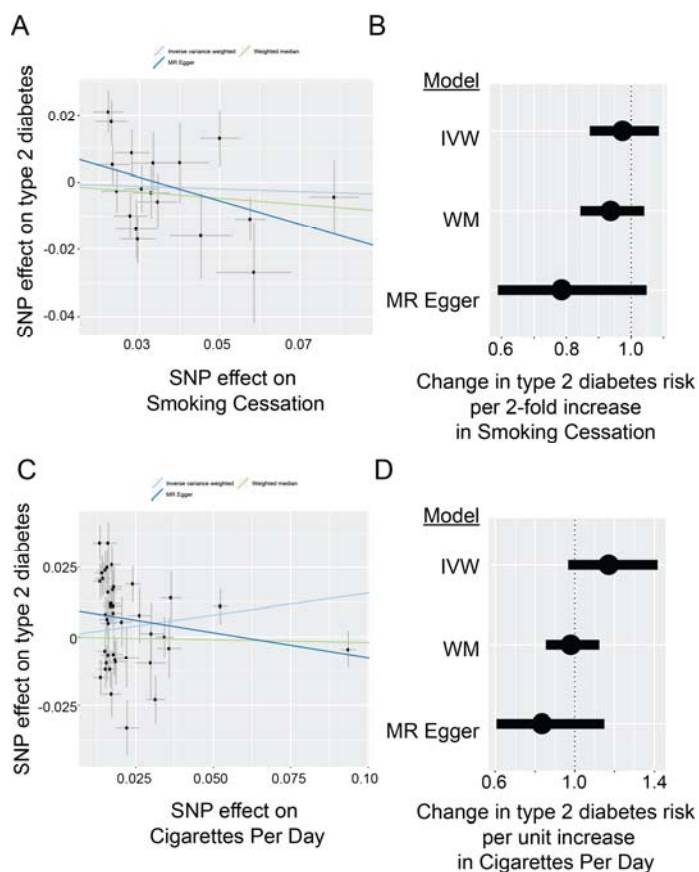 A
Inverse variance weighted
Weighted median
MR Egger
SNP effect on type 2 diabetes
0.02
0
-0.02
-0.04
0.03
0.05
0.07
SNP effect on
Smoking Cessation
B
Model
IVW
WM
MR Egger
0.6
0.8
1.0
Change in type 2 diabetes risk
per 2-fold increase
in Smoking Cessation
C
Inverse variance weighted
Weighted median
MR Egger
SNP effect on type 2 diabetes
0.025
0
-0.025
0.025
0.050
0.075
0.100
SNP effect on
Cigarettes Per Day
D
Model
IVW
WM
MR Egger
0.6
1.0
1.4
Change in type 2 diabetes risk
per unit increase
in Cigarettes Per Day